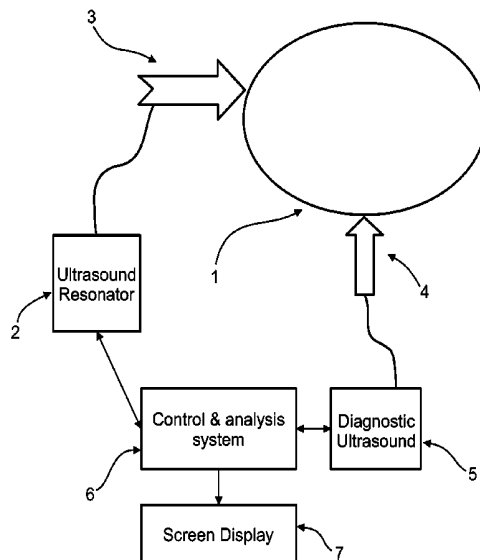 3
1
4
Ultrasound
Resonator
2
Control & analysis
system
Diagnostic
Ultrasound
6
5
Screen Display
7